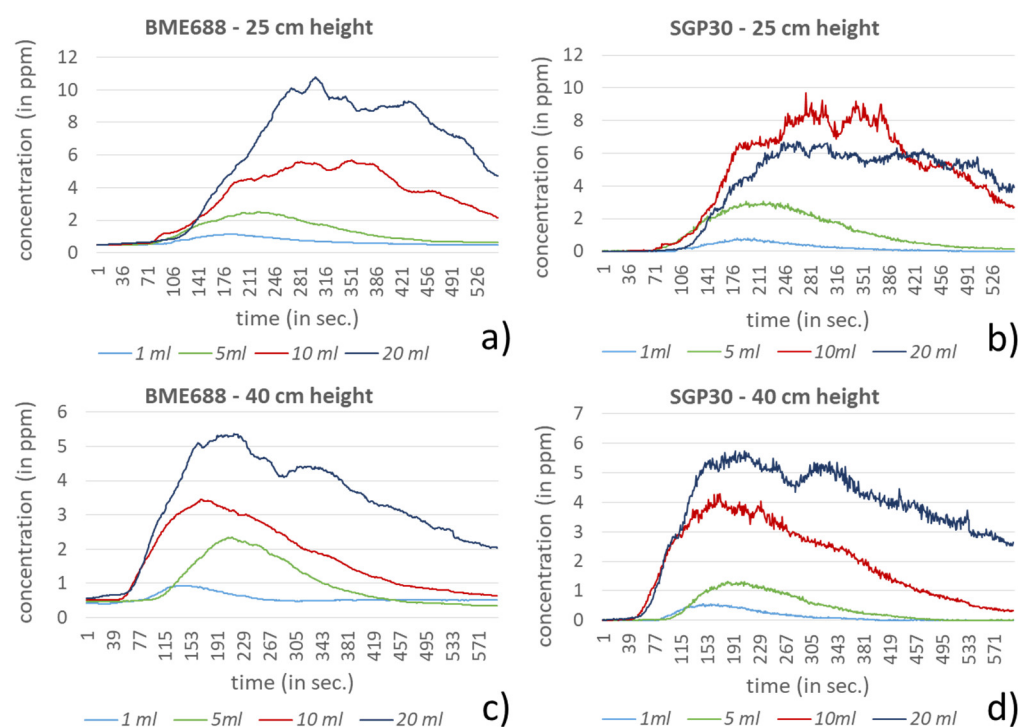 BME688 - 25 cm height
concentration (in ppm)
12
10
8
6
4
2
0
1 36 71 106 141 176 211 246 281 316 351 386 421 456 491 526
time (in sec.)
1 ml 5ml 10 ml 20 ml
a)
SGP30 - 25 cm height
concentration (in ppm)
12
10
8
6
4
2
0
1 36 71 106 141 176 211 246 281 316 351 386 421 456 491 526
time (in sec.)
1ml 5 ml 10ml 20 ml
b)
BME688 - 40 cm height
concentration (in ppm)
6
5
4
3
2
1
0
1 39 77 115 153 191 229 267 305 343 381 419 457 495 533 571
time (in sec.)
1 ml 5ml 10 ml 20 ml
c)
SGP30 - 40 cm height
concentration (in ppm)
7
6
5
4
3
2
1
0
1 39 77 115 153 191 229 267 305 343 381 419 457 495 533 571
time (in sec.)
1ml 5 ml 10ml 20 ml
d)